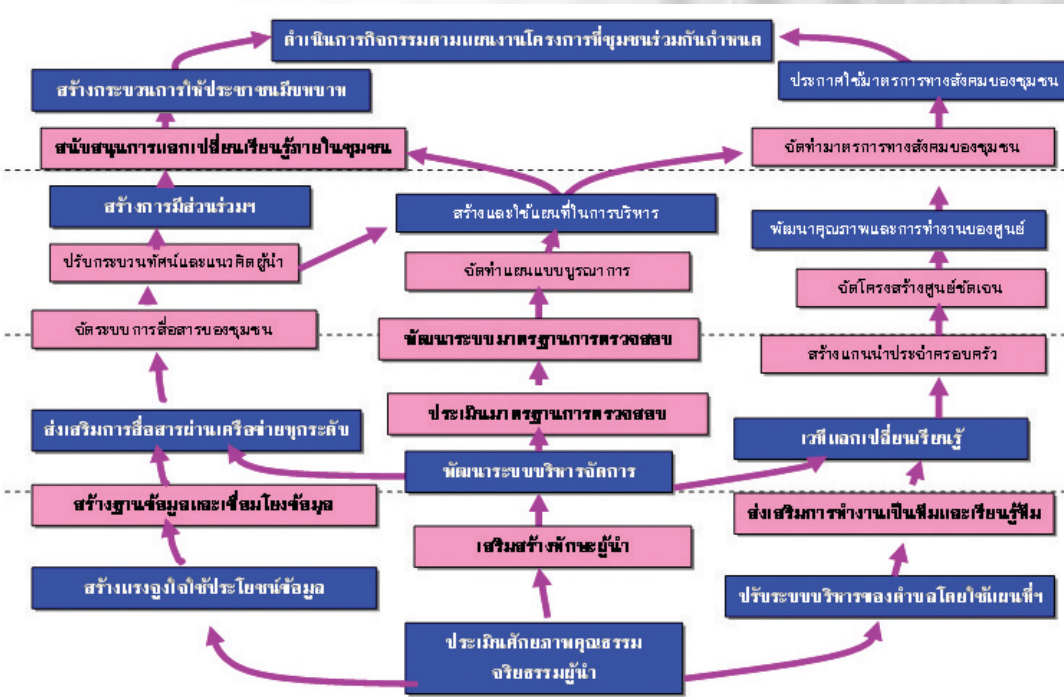 ดำเนินการกิจกรรมตามแผนงานโครงการที่ชุมชนร่วมกันกำหนด
สร้างกระบวนการให้ประชาชนมีบทบาท
ประกาศใช้มาตรการทางสังคมของชุมชน
สนับสนุนการแลกเปลี่ยนเรียนรู้ภายในชุมชน
จัดทำมาตรการทางสังคมของชุมชน
สร้างการมีส่วนร่วมฯ
สร้างและใช้แผนที่ในการบริหาร
พัฒนาคุณภาพและการทำงานของศูนย์
ปรับกระบวนทัศน์และแนวคิดผู้นำ
จัดทำแผนแบบบูรณาการ
จัดโครงสร้างศูนย์ชัดเจน
จัดระบบการสื่อสารของชุมชน
พัฒนาระบบมาตรฐานการตรวจสอบ
สร้างแกนนำประจำครอบครัว
ประเมินมาตรฐานการตรวจสอบ
ส่งเสริมการสื่อสารผ่านเครือข่ายทุกระดับ
เวทีแลกเปลี่ยนเรียนรู้
พัฒนาระบบบริหารจัดการ
สร้างฐานข้อมูลและเชื่อมโยงข้อมูล
ส่งเสริมการทำงานเป็นทีมและเรียนรู้ทีม
เสริมสร้างทักษะผู้นำ
สร้างแรงจูงใจใช้ประโยชน์ข้อมูล
ปรับระบบบริหารของตำบลโดยใช้แผนที่ฯ
ประเมินศักยภาพคุณธรรม
จริยธรรมผู้นำ